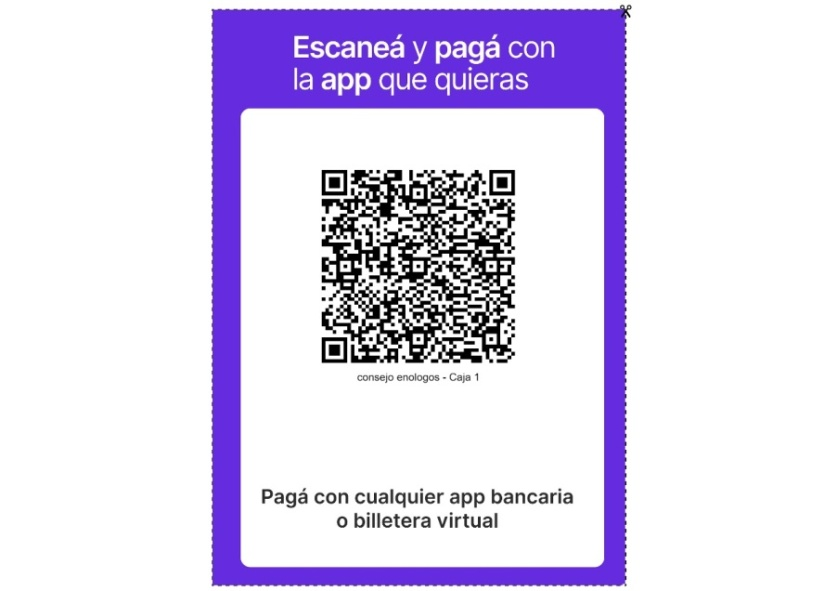 Escaneá y pagá con
la app que quieras
consejo enologos - Caja 1
Pagá con cualquier app bancaria
o billetera virtual